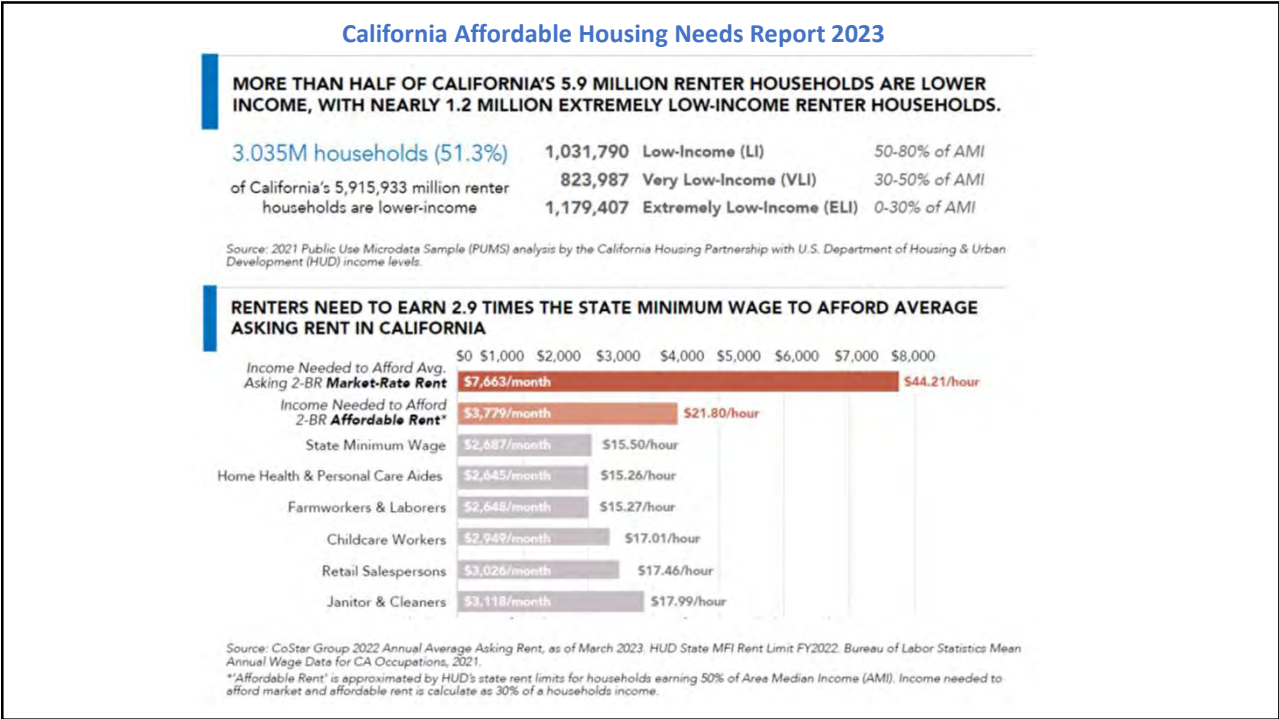 California Affordable Housing Needs Report 2023
MORE THAN HALF OF CALIFORNIA'S 5.9 MILLION RENTER HOUSEHOLDS ARE LOWER
INCOME, WITH NEARLY 1.2 MILLION EXTREMELY LOW-INCOME RENTER HOUSEHOLDS.
3.035M households (51.3%)
of California's 5,915,933 million renter
households are lower-income
1,031,790 Low-Income (LI) 50-80% of AMI
823,987 Very Low-Income (VLI) 30-50% of AMI
1,179,407 Extremely Low-Income (ELI) 0-30% of AMI
Source: 2021 Public Use Microdata Sample (PUMS) analysis by the California Housing Partnership with U.S. Department of Housing & Urban
Development (HUD) income levels.
RENTERS NEED TO EARN 2.9 TIMES THE STATE MINIMUM WAGE TO AFFORD AVERAGE
ASKING RENT IN CALIFORNIA
$0 $1,000 $2,000 $3,000 $4,000 $5,000 $6,000 $7,000 $8,000
Income Needed to Afford Avg.
Asking 2-BR Market-Rate Rent $7,663/month $44.21/hour
Income Needed to Afford
2-BR Affordable Rent* $3,779/month $21.80/hour
State Minimum Wage $2,687/month $15.50/hour
Home Health & Personal Care Aides $2,645/month $15.26/hour
Farmworkers & Laborers $2,648/month $15.27/hour
Childcare Workers $2,949/month $17.01/hour
Retail Salespersons $3,026/month $17.46/hour
Janitor & Cleaners $3,118/month $17.99/hour
Source: CoStar Group 2022 Annual Average Asking Rent, as of March 2023. HUD State MFI Rent Limit FY2022. Bureau of Labor Statistics Mean
Annual Wage Data for CA Occupations, 2021.
*'Affordable Rent' is approximated by HUD's state rent limits for households earning 50% of Area Median Income (AMI). Income needed to
afford market and affordable rent is calculate as 30% of a households income.